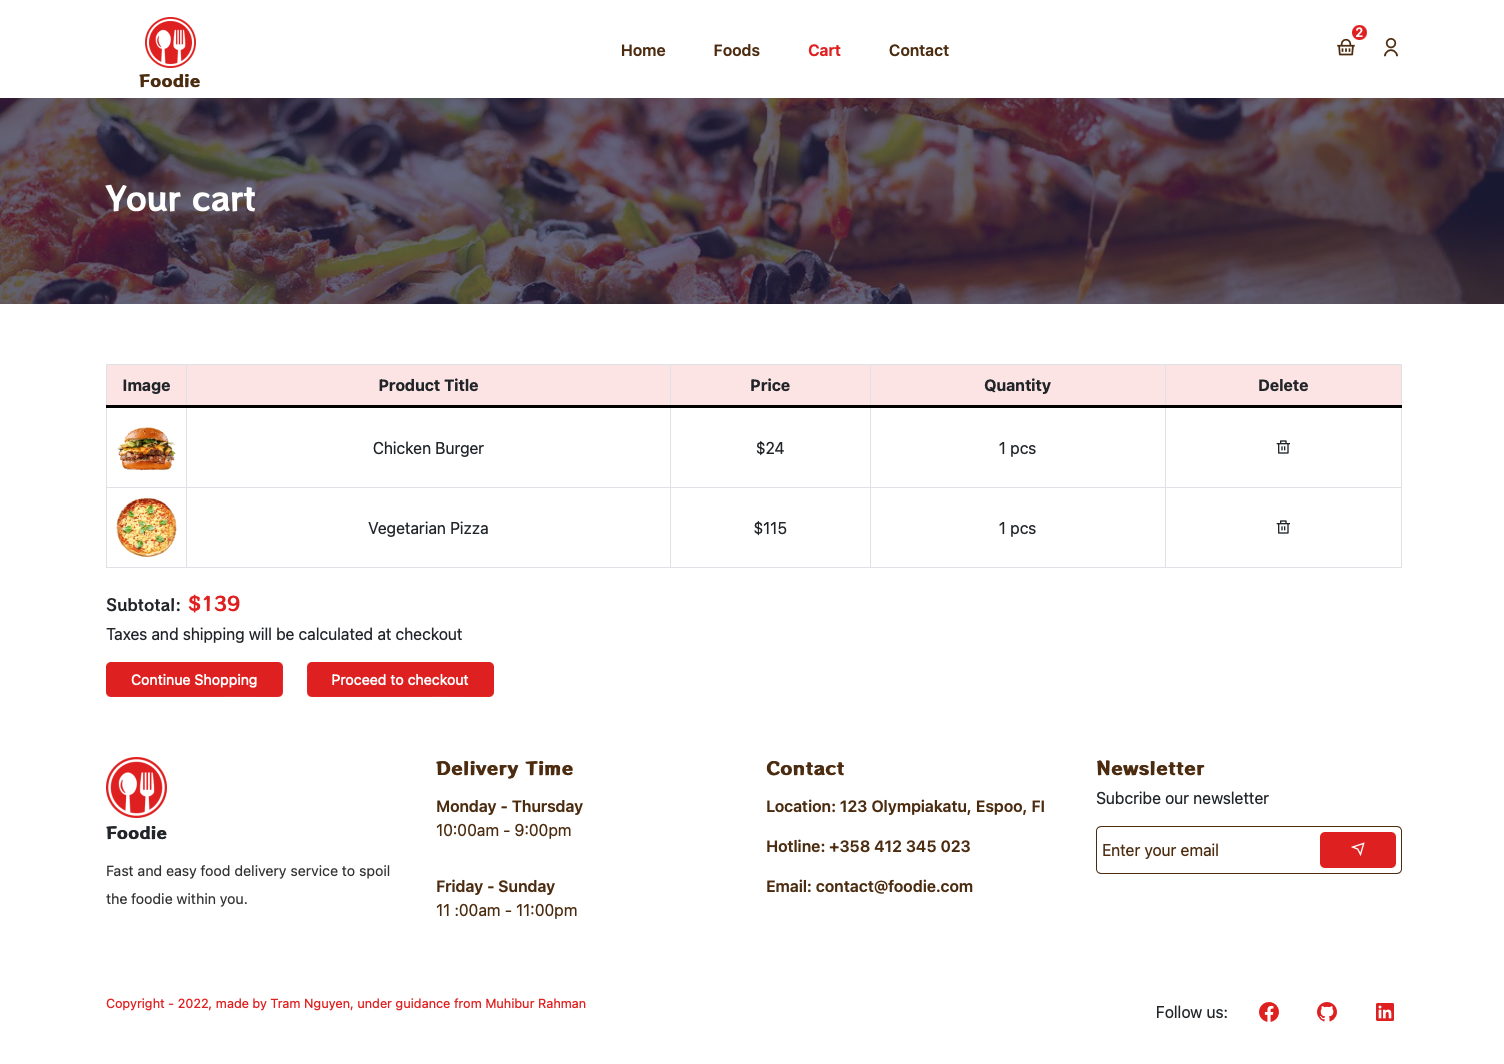 Foodie
Home Foods Cart Contact
2
Your cart
Image Product Title Price Quantity Delete
Chicken Burger $24 1 pcs
Vegetarian Pizza $115 1 pcs
Subtotal: $139
Taxes and shipping will be calculated at checkout
Continue Shopping Proceed to checkout
Foodie
Fast and easy food delivery service to spoil
the foodie within you.
Delivery Time
Monday - Thursday
10:00am - 9:00pm
Friday - Sunday
11 :00am - 11:00pm
Contact
Location: 123 Olympiakatu, Espoo, FI
Hotline: +358 412 345 023
Email: contact@foodie.com
Newsletter
Subcribe our newsletter
Enter your email
Copyright - 2022, made by Tram Nguyen, under guidance from Muhibur Rahman
Follow us: